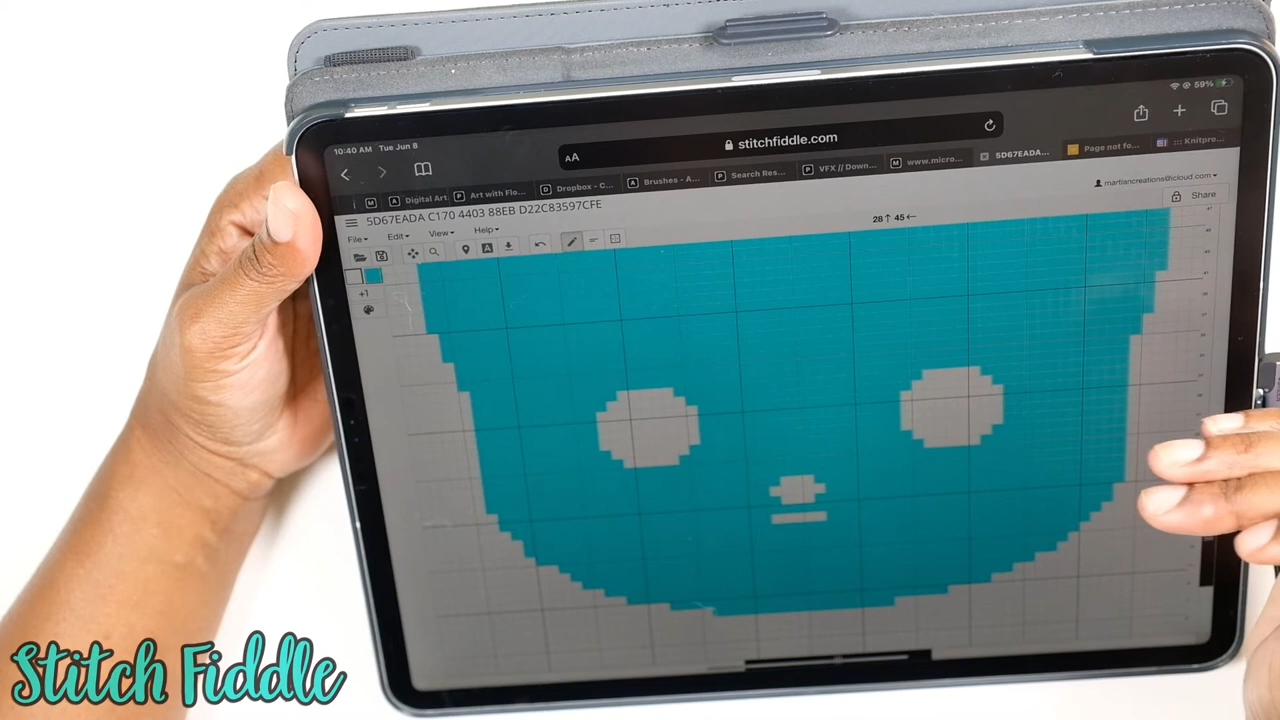 10:40 AM Tue Jun 8
59%
AA stitchfiddle.com
Digital Art
Art with Flo...
Dropbox - C...
Brushes - A...
Search Res...
VFX // Down...
www.micro...
5D67EADA...
Page not fo...
::: Knitpro...
5D67EADA C170 4403 88EB D22C83597CFE
martiancreations@icloud.com
File Edit View Help
28↑ 45←
Share
+1
Stitch Fiddle